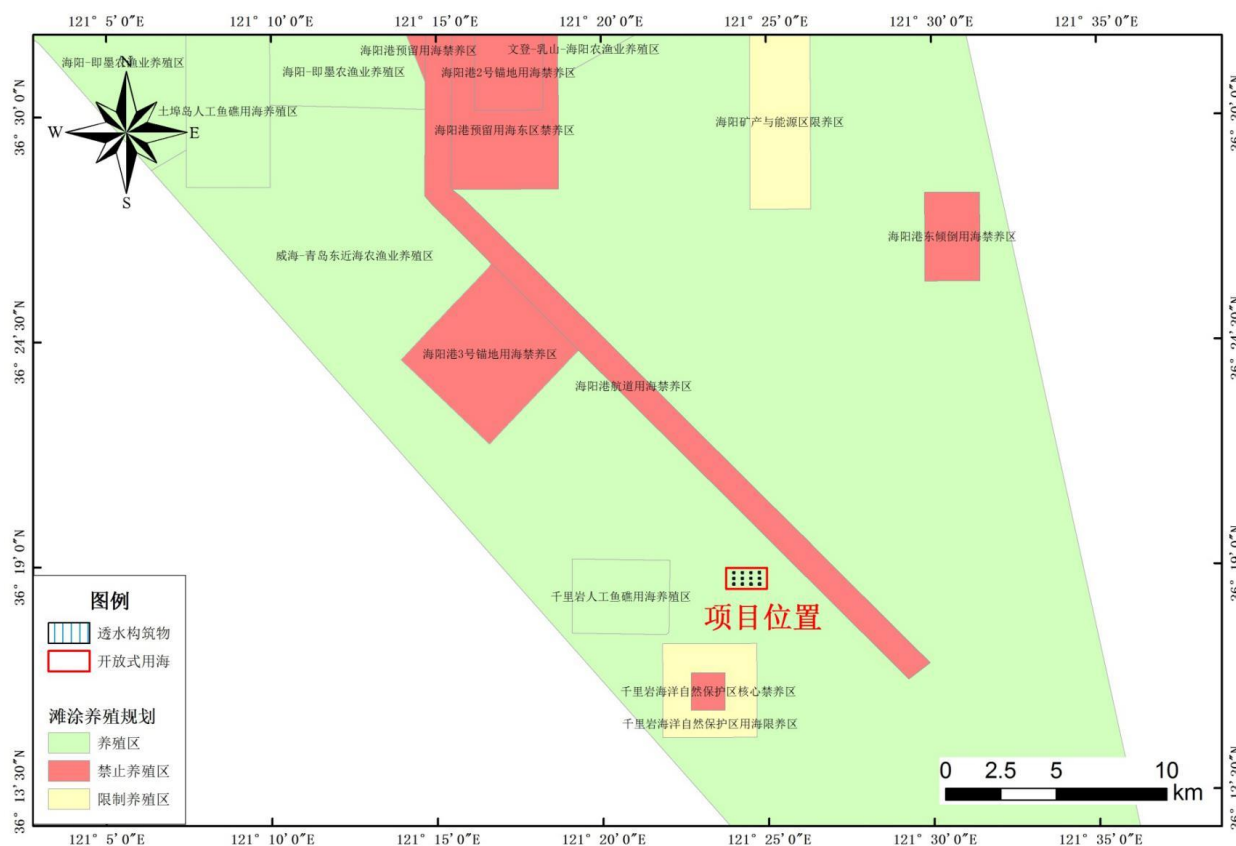 121° 5′0″E
121° 10′0″E
121° 15′0″E
121° 20′0″E
121° 25′0″E
121° 30′0″E
121° 35′0″E
海阳-即墨农渔业养殖区
海阳港预留用海禁养区
文登-乳山-海阳农渔业养殖区
海阳-即墨农渔业养殖区
海阳港2号锚地用海禁养区
N
W
E
S
土埠岛人工鱼礁用海养殖区
海阳港预留用海东区禁养区
海阳矿产与能源区限养区
36° 30′0″N
36° 30′0″N
海阳港东倾倒用海禁养区
威海-青岛东近海农渔业养殖区
36° 24′30″N
36° 24′30″N
海阳港3号锚地用海禁养区
海阳港航道用海禁养区
36° 19′0″N
36° 19′0″N
千里岩人工鱼礁用海养殖区
项目位置
千里岩海洋自然保护区核心禁养区
千里岩海洋自然保护区用海限养区
图例
透水构筑物
开放式用海
滩涂养殖规划
养殖区
禁止养殖区
限制养殖区
36° 13′30″N
36° 13′30″N
0 2.5 5 10
km
121° 5′0″E
121° 10′0″E
121° 15′0″E
121° 20′0″E
121° 25′0″E
121° 30′0″E
121° 35′0″E